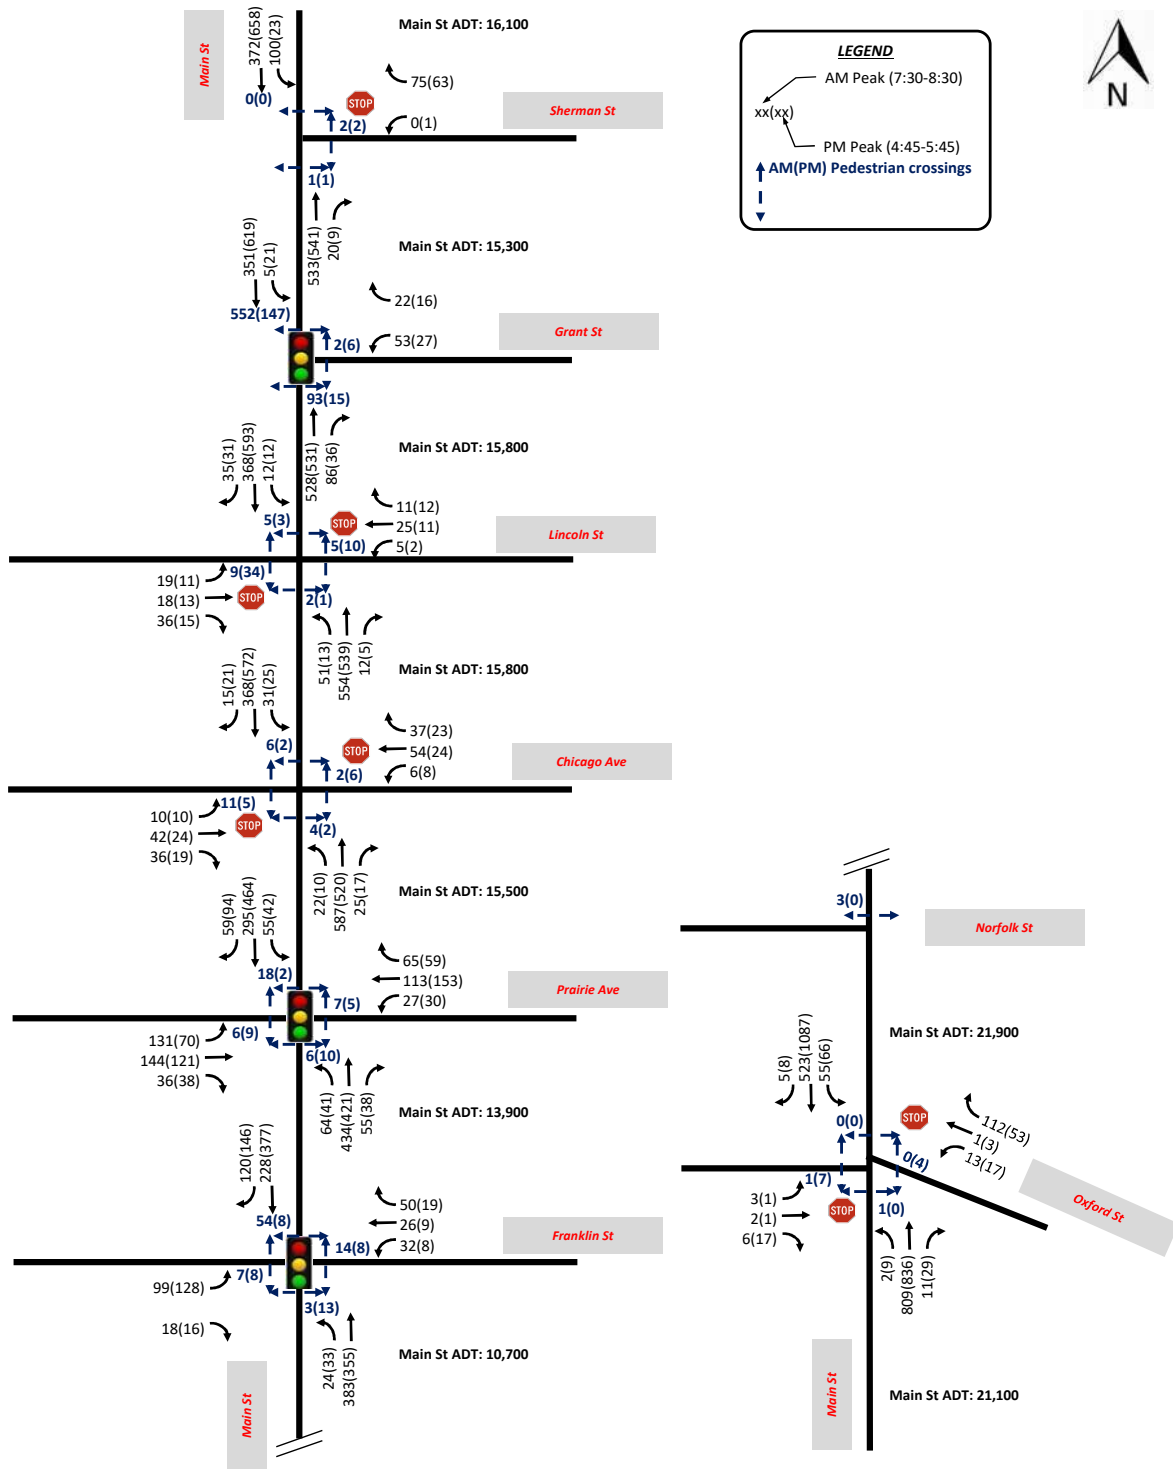 Main St
372(658)
100(23)
Main St ADT: 16,100
75(63)
0(0)
STOP
2(2)
Sherman St
0(1)
1(1)
LEGEND
AM Peak (7:30-8:30)
xx(xx)
PM Peak (4:45-5:45)
AM(PM) Pedestrian crossings
N
533(541)
20(9)
Main St ADT: 15,300
351(619)
5(21)
22(16)
552(147)
2(6)
Grant St
53(27)
93(15)
528(531)
86(36)
Main St ADT: 15,800
35(31)
368(593)
12(12)
11(12)
5(3)
STOP
25(11)
5(10)
5(2)
Lincoln St
19(11)
9(34)
18(13)
STOP
36(15)
2(1)
51(13)
554(539)
12(5)
Main St ADT: 15,800
15(21)
368(572)
31(25)
37(23)
6(2)
STOP
54(24)
2(6)
6(8)
Chicago Ave
10(10)
11(5)
42(24)
STOP
36(19)
4(2)
22(10)
587(520)
25(17)
Main St ADT: 15,500
59(94)
295(464)
55(42)
65(59)
18(2)
113(153)
7(5)
27(30)
Prairie Ave
131(70)
6(9)
144(121)
36(38)
6(10)
64(41)
434(421)
55(38)
Main St ADT: 13,900
120(146)
228(377)
50(19)
54(8)
26(9)
14(8)
32(8)
Franklin St
99(128)
7(8)
18(16)
3(13)
24(33)
383(355)
Main St ADT: 10,700
Main St
3(0)
Norfolk St
Main St ADT: 21,900
5(8)
523(1087)
55(66)
0(0)
STOP
112(53)
1(3)
13(17)
0(4)
Oxford St
3(1)
1(7)
2(1)
STOP
6(17)
1(0)
2(9)
809(836)
11(29)
Main St
Main St ADT: 21,100